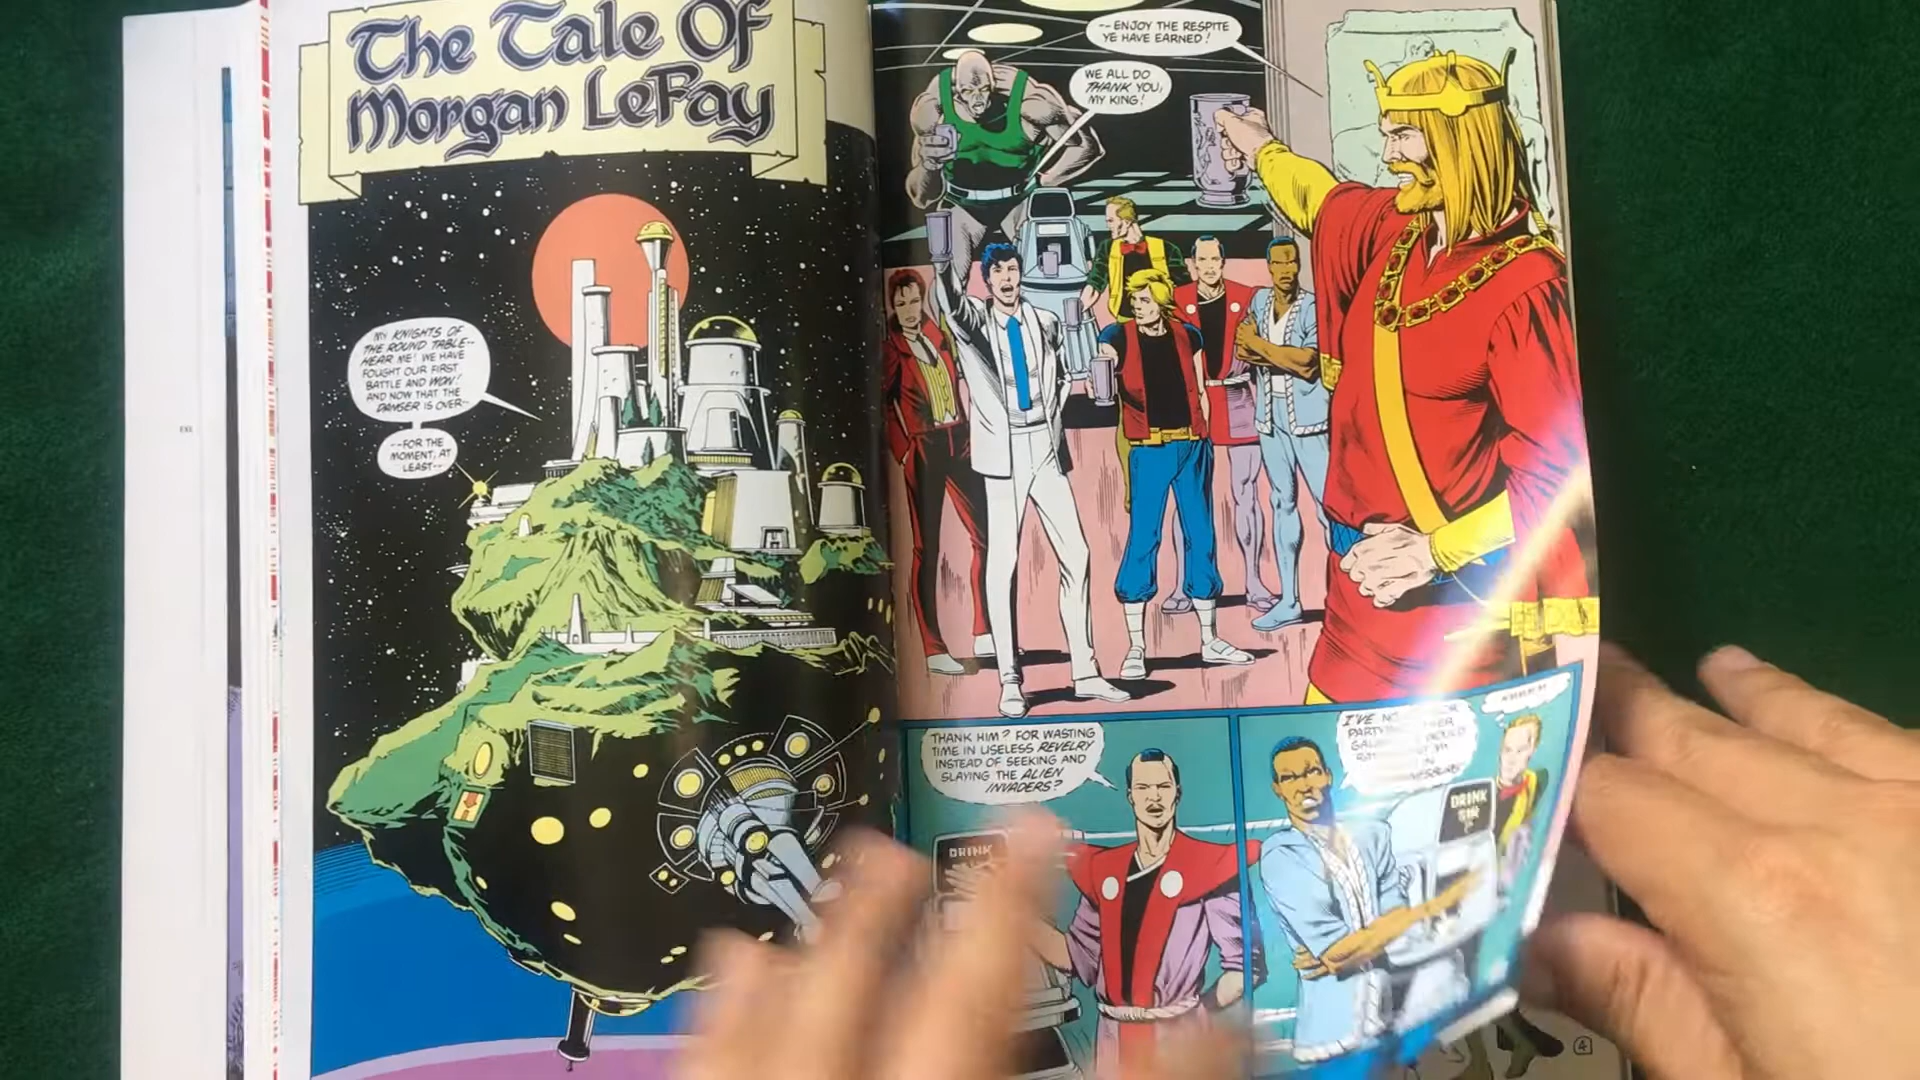 The Tale Of
Morgan LeFay
MY KNIGHTS OF
THE ROUND TABLE--
HEAR ME! WE HAVE
FOUGHT OUR FIRST
BATTLE AND WON!
AND NOW THAT THE
DANGER IS OVER--
--FOR THE
MOMENT, AT
LEAST--
--ENJOY THE RESPITE
YE HAVE EARNED!
WE ALL DO
THANK YOU,
MY KING!
THANK HIM? FOR WASTING
TIME IN USELESS REVELRY
INSTEAD OF SEEKING AND
SLAYING THE ALIEN
INVADERS?
DRINK
I'VE
IN
DRINK
SIR
4